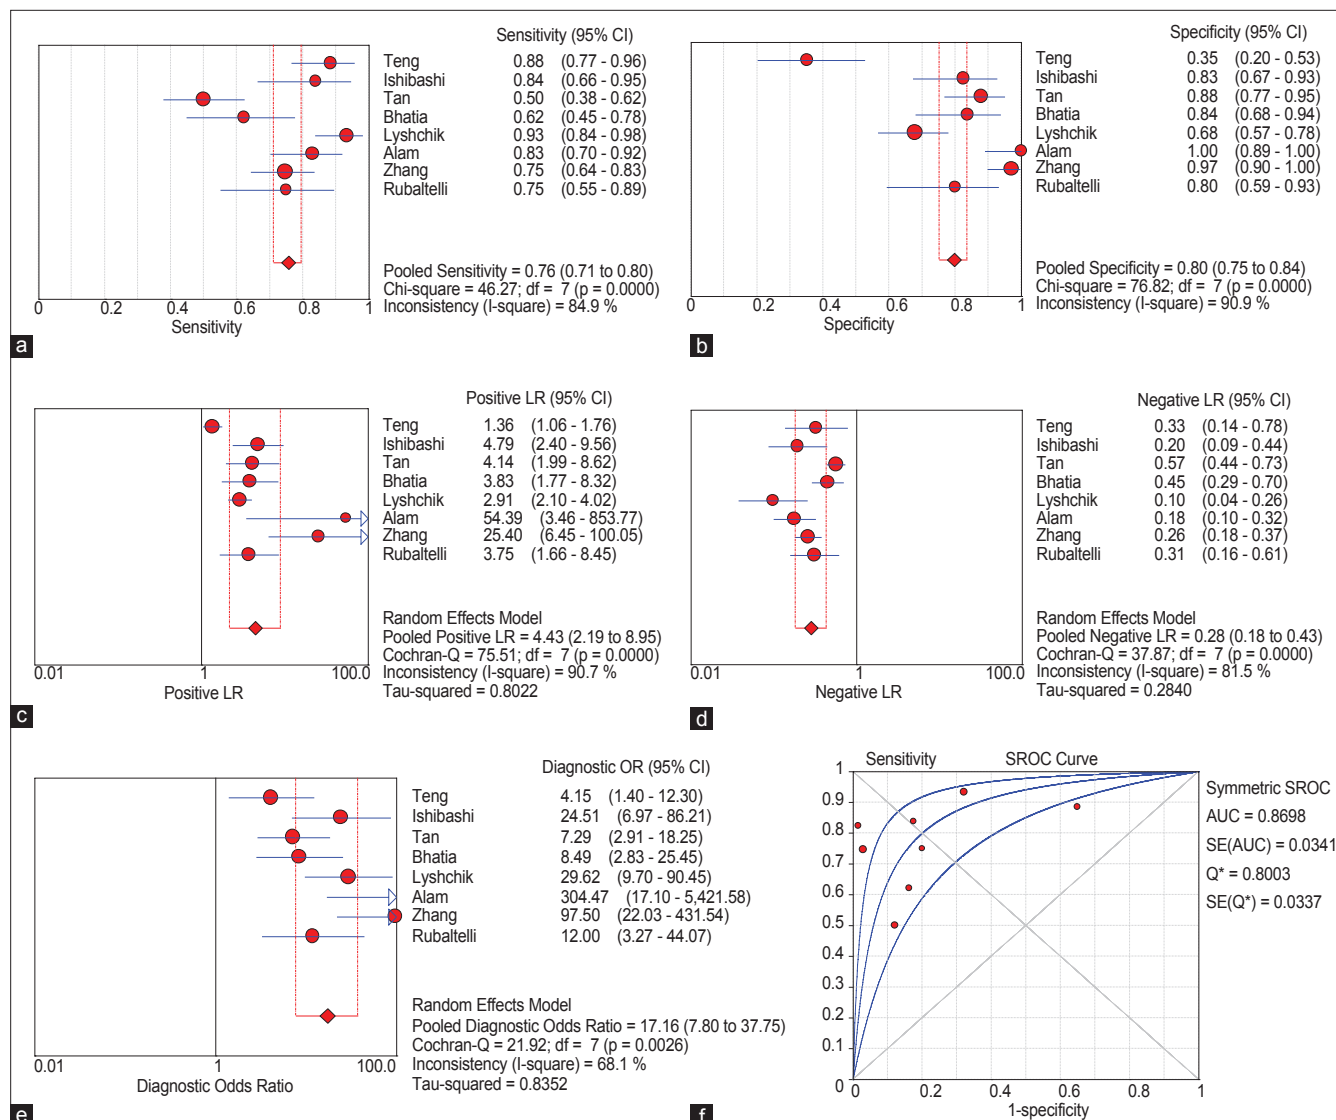 Sensitivity (95% CI)
Teng 0.88 (0.77 - 0.96)
Ishibashi 0.84 (0.66 - 0.95)
Tan 0.50 (0.38 - 0.62)
Bhatia 0.62 (0.45 - 0.78)
Lyshchik 0.93 (0.84 - 0.98)
Alam 0.83 (0.70 - 0.92)
Zhang 0.75 (0.64 - 0.83)
Rubaltelli 0.75 (0.55 - 0.89)
Pooled Sensitivity = 0.76 (0.71 to 0.80)
Chi-square = 46.27; df = 7 (p = 0.0000)
Inconsistency (I-square) = 84.9 %
0 0.2 0.4 0.6 0.8 1
Sensitivity
a
Specificity (95% CI)
Teng 0.35 (0.20 - 0.53)
Ishibashi 0.83 (0.67 - 0.93)
Tan 0.88 (0.77 - 0.95)
Bhatia 0.84 (0.68 - 0.94)
Lyshchik 0.68 (0.57 - 0.78)
Alam 1.00 (0.89 - 1.00)
Zhang 0.97 (0.90 - 1.00)
Rubaltelli 0.80 (0.59 - 0.93)
Pooled Specificity = 0.80 (0.75 to 0.84)
Chi-square = 76.82; df = 7 (p = 0.0000)
Inconsistency (I-square) = 90.9 %
0 0.2 0.4 0.6 0.8 1
Specificity
b
Positive LR (95% CI)
Teng 1.36 (1.06 - 1.76)
Ishibashi 4.79 (2.40 - 9.56)
Tan 4.14 (1.99 - 8.62)
Bhatia 3.83 (1.77 - 8.32)
Lyshchik 2.91 (2.10 - 4.02)
Alam 54.39 (3.46 - 853.77)
Zhang 25.40 (6.45 - 100.05)
Rubaltelli 3.75 (1.66 - 8.45)
Random Effects Model
Pooled Positive LR = 4.43 (2.19 to 8.95)
Cochran-Q = 75.51; df = 7 (p = 0.0000)
Inconsistency (I-square) = 90.7 %
Tau-squared = 0.8022
0.01 1 100.0
Positive LR
c
Negative LR (95% CI)
Teng 0.33 (0.14 - 0.78)
Ishibashi 0.20 (0.09 - 0.44)
Tan 0.57 (0.44 - 0.73)
Bhatia 0.45 (0.29 - 0.70)
Lyshchik 0.10 (0.04 - 0.26)
Alam 0.18 (0.10 - 0.32)
Zhang 0.26 (0.18 - 0.37)
Rubaltelli 0.31 (0.16 - 0.61)
Random Effects Model
Pooled Negative LR = 0.28 (0.18 to 0.43)
Cochran-Q = 37.87; df = 7 (p = 0.0000)
Inconsistency (I-square) = 81.5 %
Tau-squared = 0.2840
0.01 1 100.0
Negative LR
d
Diagnostic OR (95% CI)
Teng 4.15 (1.40 - 12.30)
Ishibashi 24.51 (6.97 - 86.21)
Tan 7.29 (2.91 - 18.25)
Bhatia 8.49 (2.83 - 25.45)
Lyshchik 29.62 (9.70 - 90.45)
Alam 304.47 (17.10 - 5,421.58)
Zhang 97.50 (22.03 - 431.54)
Rubaltelli 12.00 (3.27 - 44.07)
Random Effects Model
Pooled Diagnostic Odds Ratio = 17.16 (7.80 to 37.75)
Cochran-Q = 21.92; df = 7 (p = 0.0026)
Inconsistency (I-square) = 68.1 %
Tau-squared = 0.8352
0.01 1 100.0
Diagnostic Odds Ratio
e
Sensitivity SROC Curve
1
0.9
0.8
0.7
0.6
0.5
0.4
0.3
0.2
0.1
0
0 0.2 0.4 0.6 0.8 1
1-specificity
Symmetric SROC
AUC = 0.8698
SE(AUC) = 0.0341
Q* = 0.8003
SE(Q*) = 0.0337
f